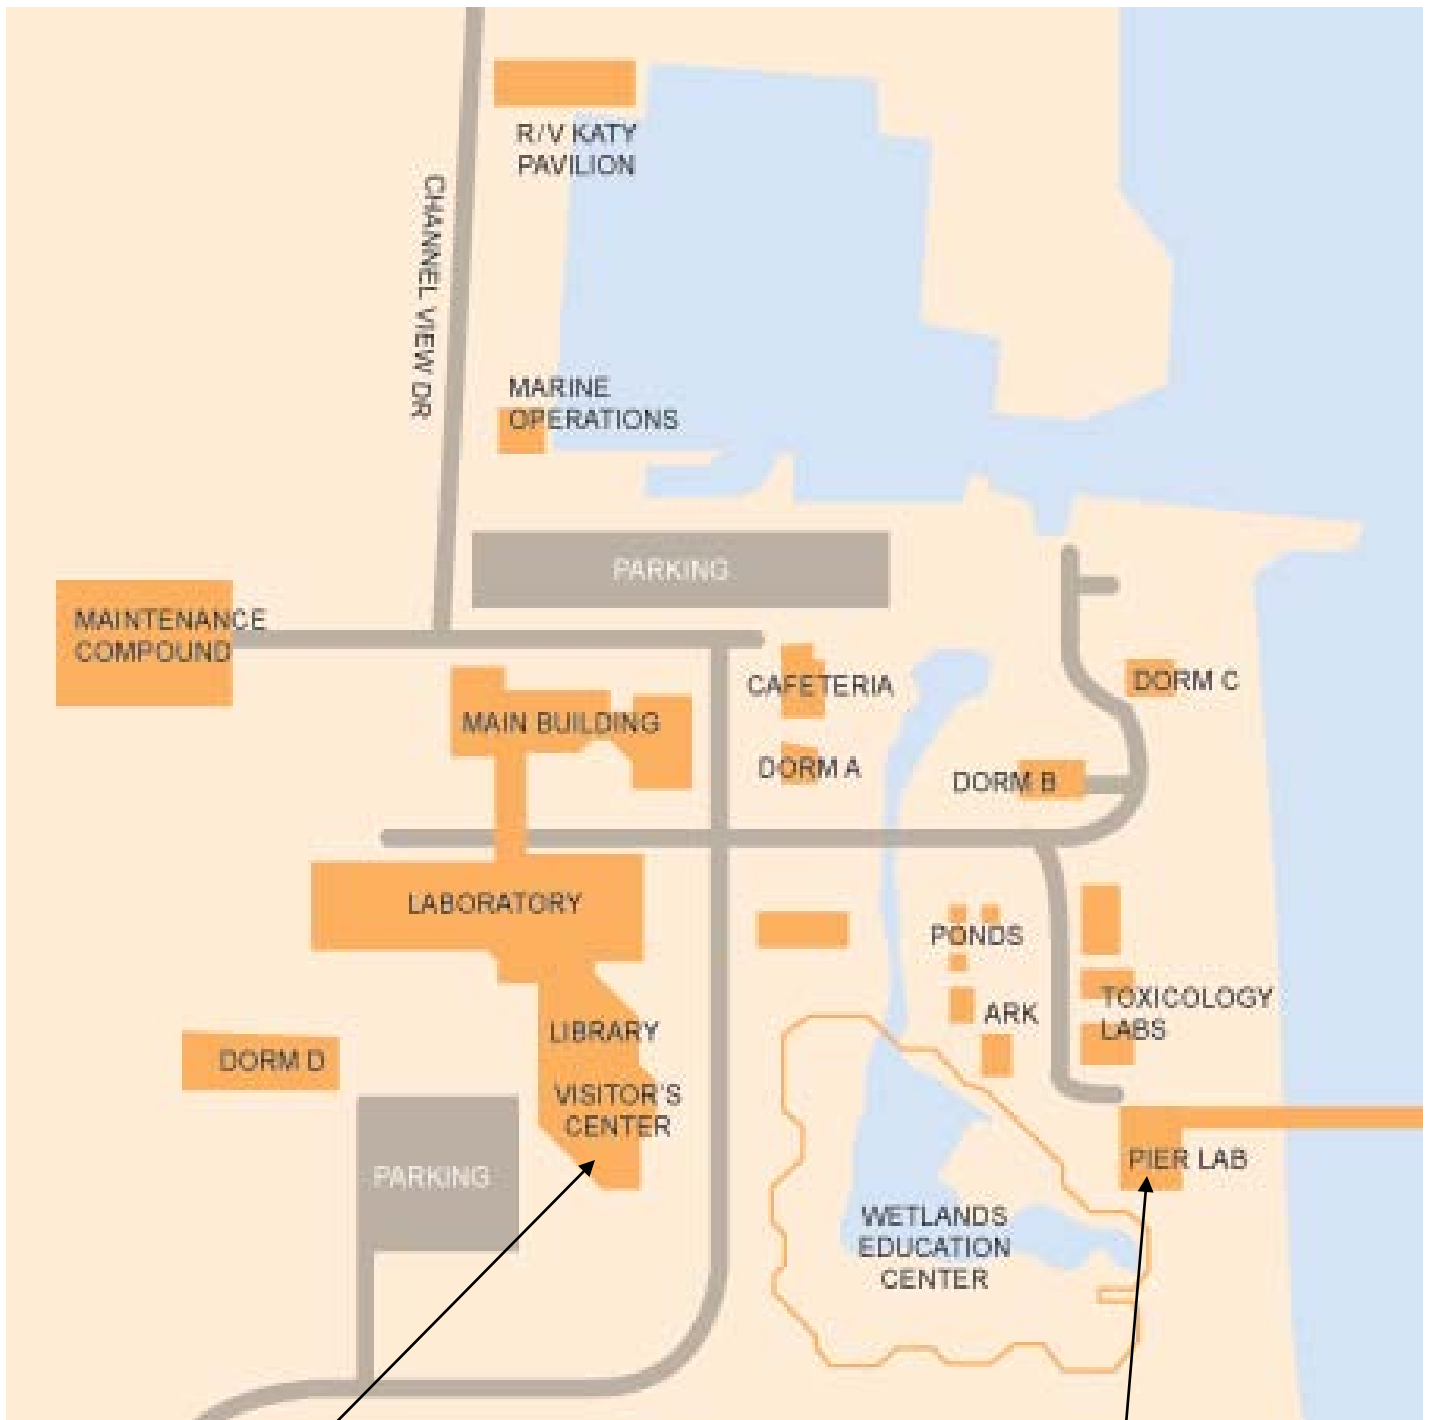 R/V KATY
PAVILION
CHANNEL VIEW DR
MARINE
OPERATIONS
PARKING
MAINTENANCE
COMPOUND
CAFETERIA
DORM C
MAIN BUILDING
DORM A
DORM B
LABORATORY
PONDS
TOXICOLOGY
LABS
ARK
LIBRARY
DORM D
VISITOR'S
CENTER
PARKING
PIER LAB
WETLANDS
EDUCATION
CENTER